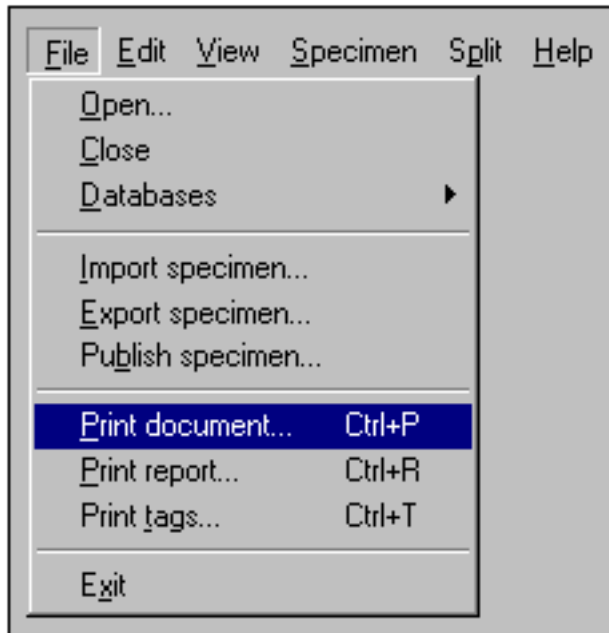 File Edit View Specimen Split Help
Open...
Close
Databases
Import specimen...
Export specimen...
Publish specimen...
Print document... Ctrl+P
Print report... Ctrl+R
Print tags... Ctrl+T
Exit